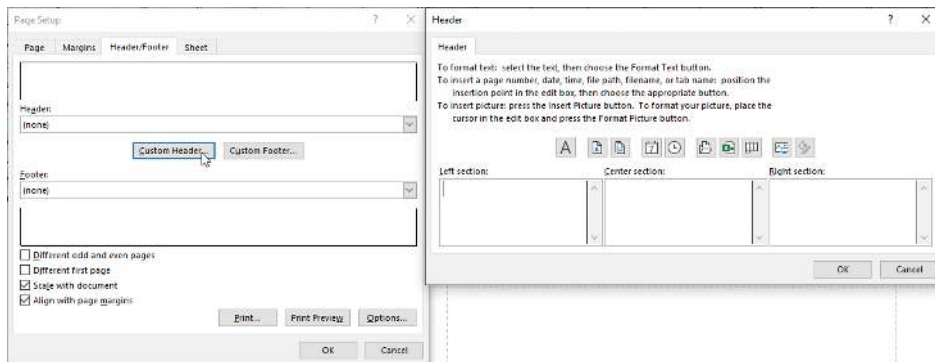 Page Setup
?
Page Margins Header/Footer Sheet
Header:
(none)
Custom Header... Custom Footer...
Footer:
(none)
Different odd and even pages
Different first page
Scale with document
Align with page margins
Print... Print Preview Options...
OK Cancel
Header
?
Header
To format text: select the text, then choose the Format Text button.
To insert a page number, date, time, file path, filename, or tab name: position the
insertion point in the edit box, then choose the appropriate button.
To insert picture: press the Insert Picture button. To format your picture, place the
cursor in the edit box and press the Format Picture button.
A
Left section: Center section: Right section:
OK Cancel